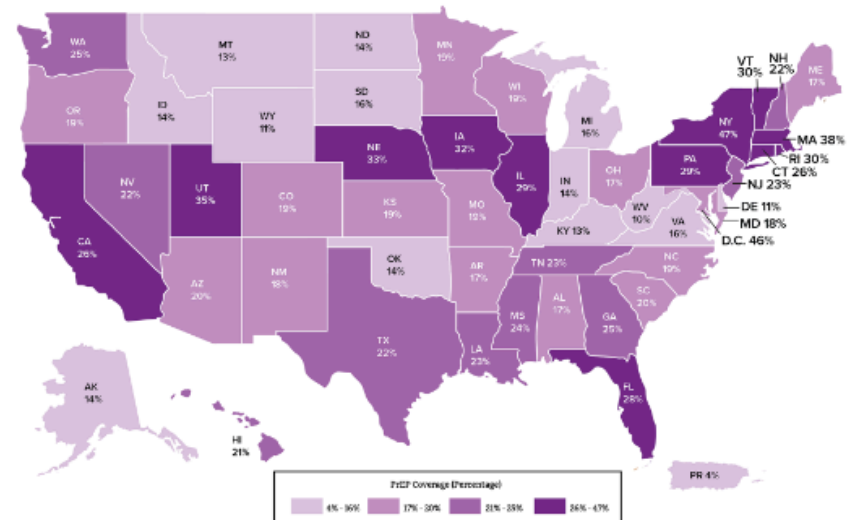 WA
25%
OR
19%
CA
26%
NV
22%
ID
14%
MT
13%
WY
11%
UT
35%
AZ
20%
CO
19%
NM
18%
ND
14%
SD
16%
NE
33%
KS
19%
OK
14%
TX
22%
MN
19%
IA
32%
MO
19%
AR
17%
LA
23%
WI
19%
IL
29%
MI
16%
IN
14%
OH
17%
KY 13%
TN 23%
MS
24%
AL
17%
GA
25%
FL
28%
SC
20%
NC
19%
VA
16%
WV
10%
PA
29%
NY
47%
VT
30%
NH
22%
ME
17%
MA 38%
RI 30%
CT 26%
NJ 23%
DE 11%
MD 18%
D.C. 46%
AK
14%
HI
21%
PR 4%
PrEP Coverage (Percentage)
4% - 16%
17% - 20%
21% - 25%
26% - 47%